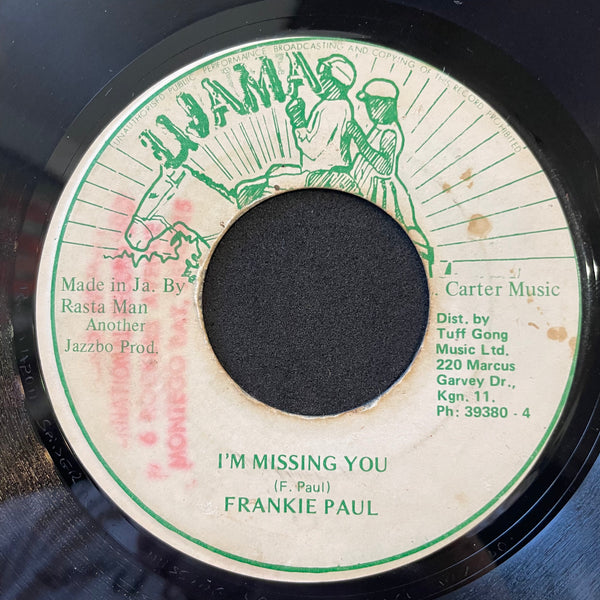 UNAUTHORISED PUBLIC PERFORMANCE BROADCASTING AND COPYING OF THIS RECORD PROHIBITED
UJAMA
Made in Ja. By
Rasta Man
Another
Jazzbo Prod.
Carter Music
Dist. by
Tuff Gong
Music Ltd.
220 Marcus
Garvey Dr.,
Kgn. 11.
Ph: 39380 - 4
MONTEGO BAY
I'M MISSING YOU
(F. Paul)
FRANKIE PAUL